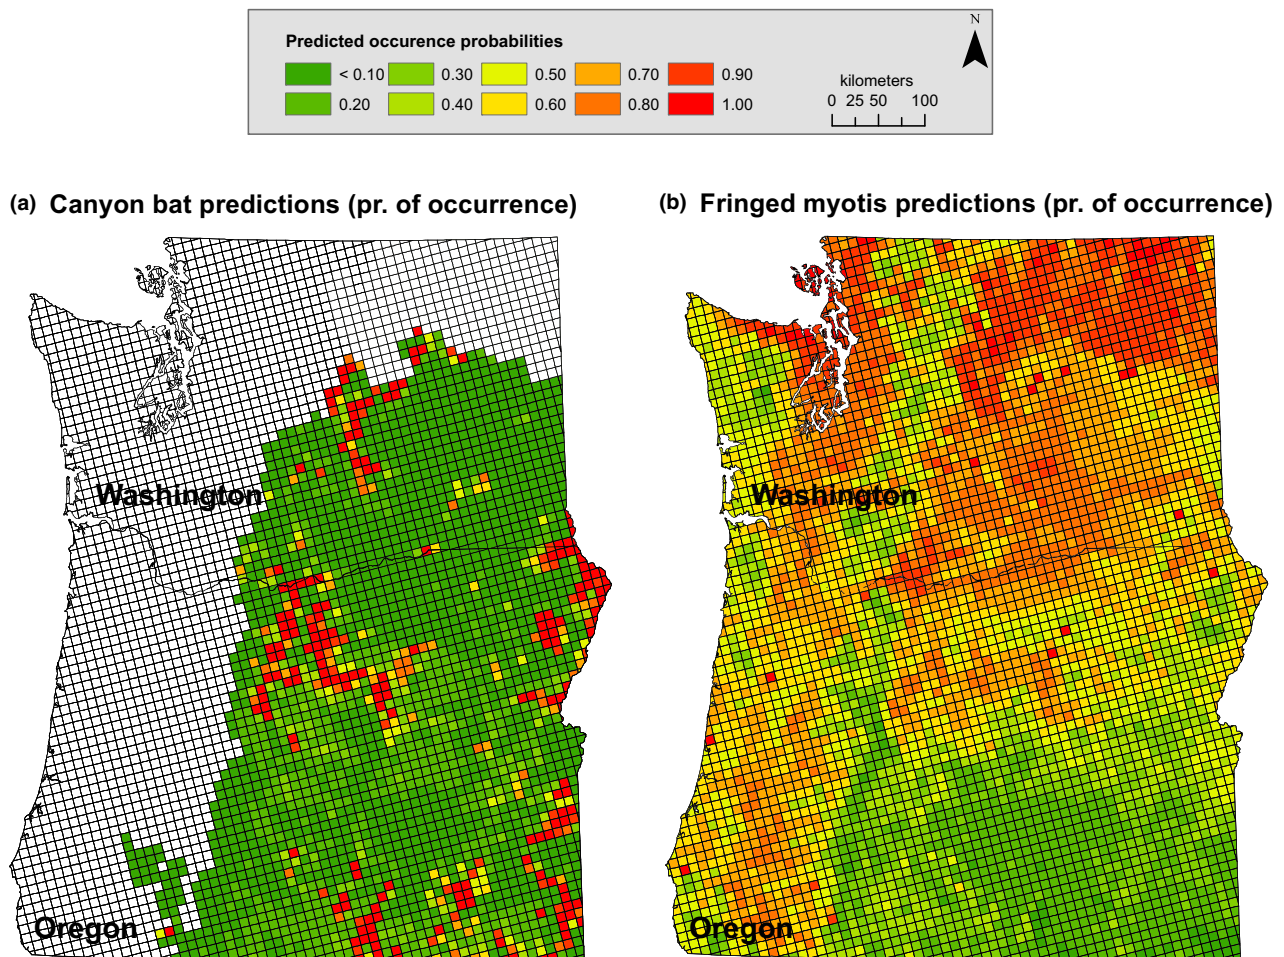 N
Predicted occurence probabilities
< 0.10 0.30 0.50 0.70 0.90
0.20 0.40 0.60 0.80 1.00
kilometers
0 25 50 100
(a) Canyon bat predictions (pr. of occurrence)
(b) Fringed myotis predictions (pr. of occurrence)
Washington
Washington
Oregon
Oregon